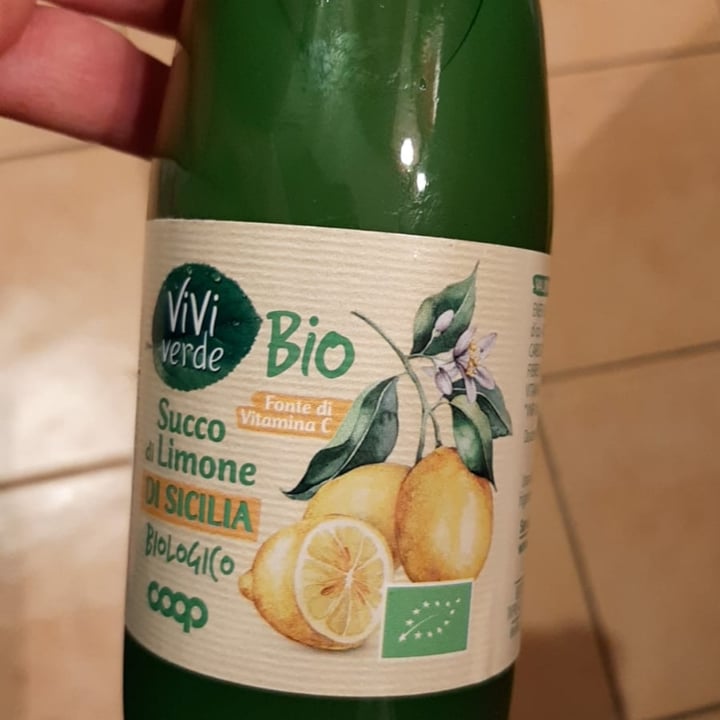 ViVi
verde
Bio
Fonte di
Vitamina C
Succo
di Limone
DI SICILIA
BIOLOGICO
coop